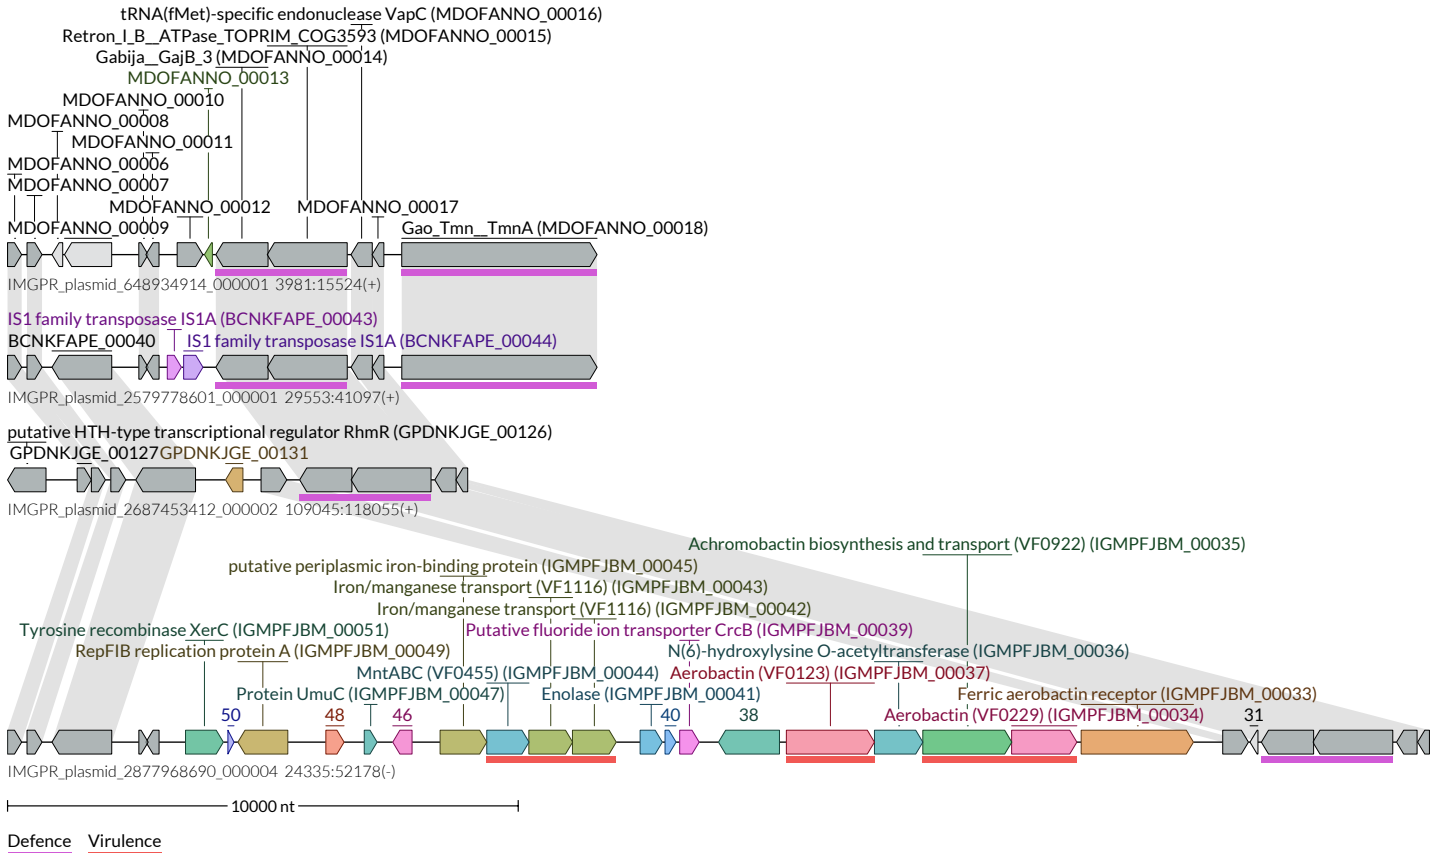 tRNA(fMet)-specific endonuclease VapC (MDOFANNO_00016)
Retron_I_B__ATPase_TOPRIM_COG3593 (MDOFANNO_00015)
Gabija__GajB_3 (MDOFANNO_00014)
MDOFANNO_00013
MDOFANNO_00010
MDOFANNO_00008
MDOFANNO_00011
MDOFANNO_00006
MDOFANNO_00007
MDOFANNO_00012 MDOFANNO_00017
MDOFANNO_00009 Gao_Tmn__TmnA (MDOFANNO_00018)
IMGPR_plasmid_648934914_000001 3981:15524(+)
IS1 family transposase IS1A (BCNKFAPE_00043)
BCNKFAPE_00040 IS1 family transposase IS1A (BCNKFAPE_00044)
IMGPR_plasmid_2579778601_000001 29553:41097(+)
putative HTH-type transcriptional regulator RhmR (GPDNKJGE_00126)
GPDNKJGE_00127 GPDNKJGE_00131
IMGPR_plasmid_2687453412_000002 109045:118055(+)
Achromobactin biosynthesis and transport (VF0922) (IGMPFJBM_00035)
putative periplasmic iron-binding protein (IGMPFJBM_00045)
Iron/manganese transport (VF1116) (IGMPFJBM_00043)
Iron/manganese transport (VF1116) (IGMPFJBM_00042)
Tyrosine recombinase XerC (IGMPFJBM_00051) Putative fluoride ion transporter CrcB (IGMPFJBM_00039)
RepFIB replication protein A (IGMPFJBM_00049) N(6)-hydroxylysine O-acetyltransferase (IGMPFJBM_00036)
MntABC (VF0455) (IGMPFJBM_00044) Aerobactin (VF0123) (IGMPFJBM_00037)
Protein UmuC (IGMPFJBM_00047) Enolase (IGMPFJBM_00041) Ferric aerobactin receptor (IGMPFJBM_00033)
50 48 46 40 38 Aerobactin (VF0229) (IGMPFJBM_00034) 31
IMGPR_plasmid_2877968690_000004 24335:52178(-)
10000 nt
Defence Virulence